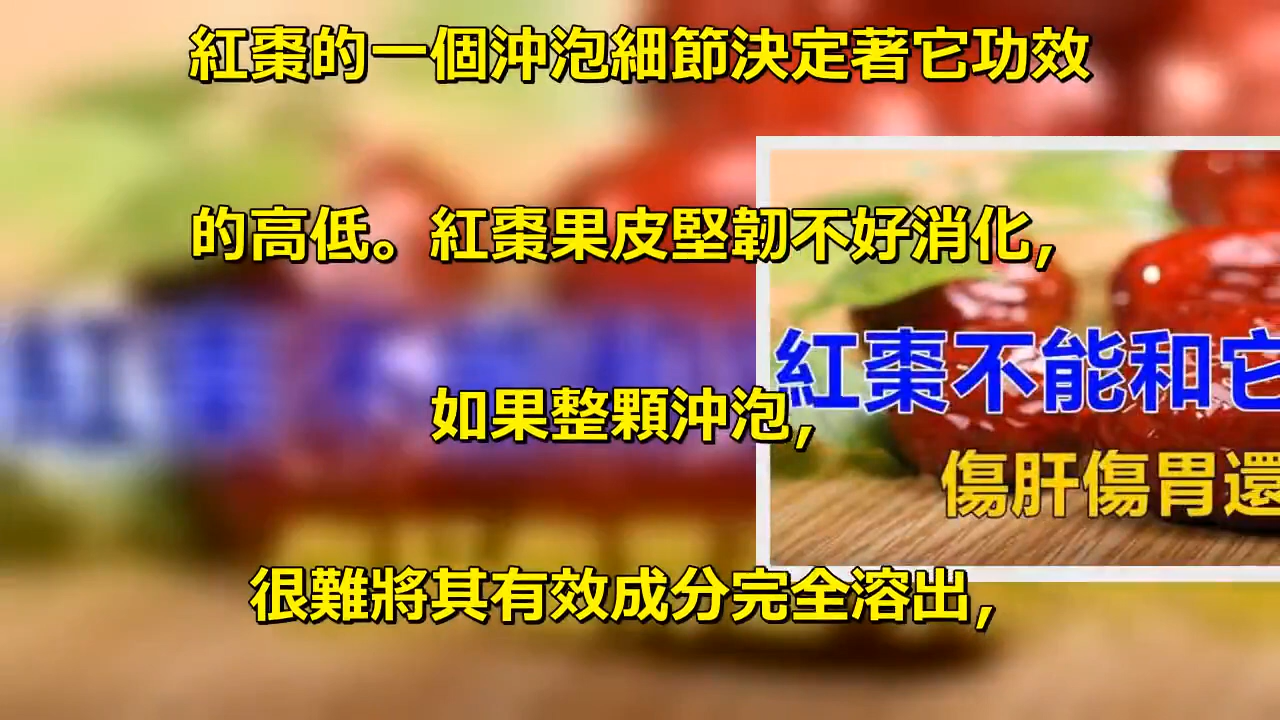 紅棗的一個沖泡細節決定著它功效
的高低。紅棗果皮堅韌不好消化，
如果整顆沖泡，
很難將其有效成分完全溶出，
紅棗不能和它
傷肝傷胃還